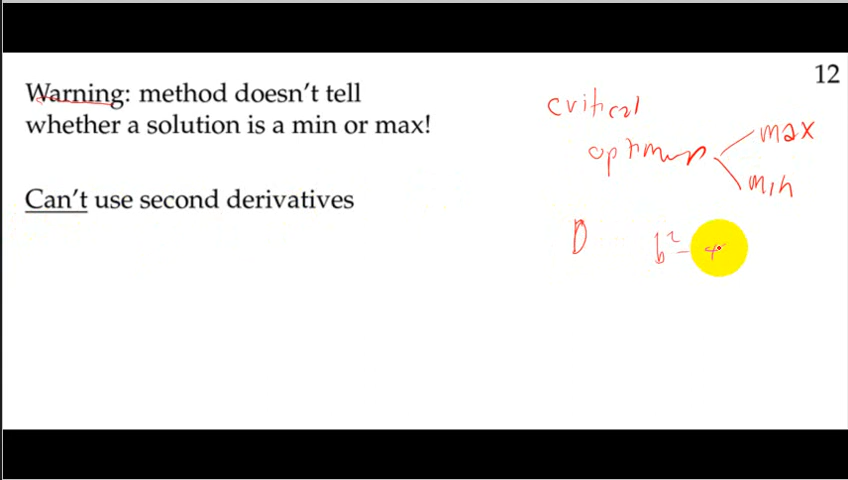 12
Warning: method doesn't tell
whether a solution is a min or max!
Can't use second derivatives
critical
optimum
max
min
D b² - 4